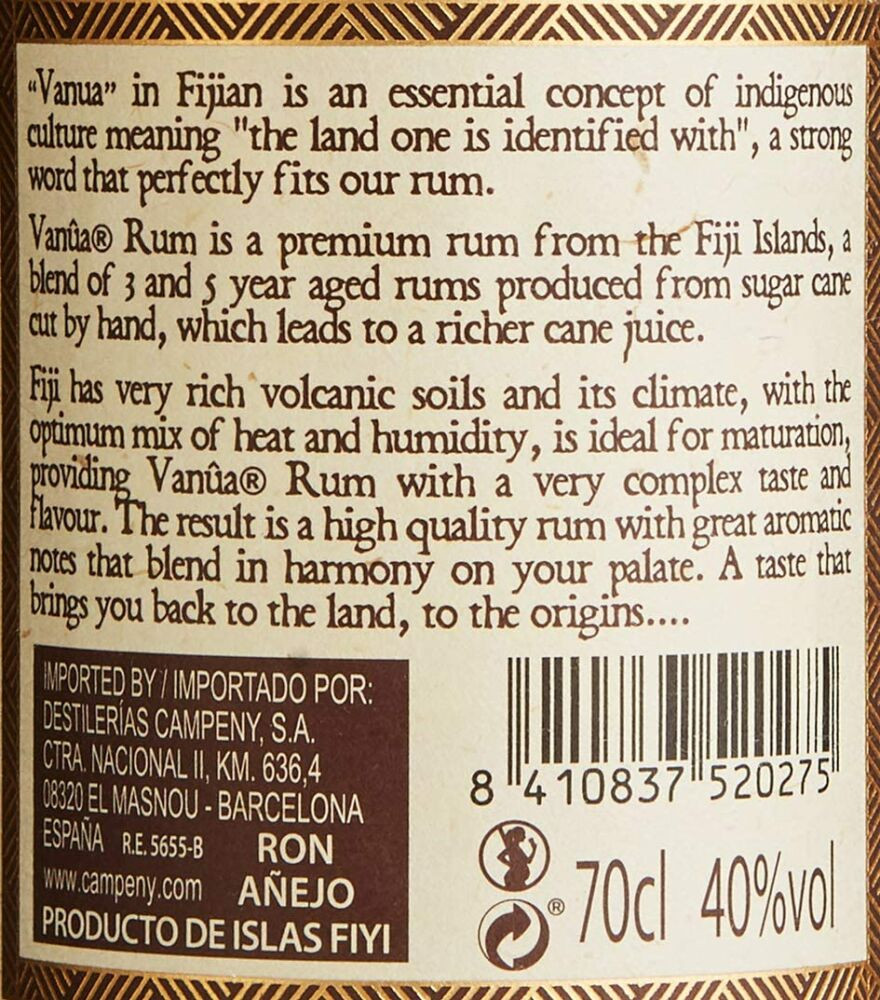 “Vanua” in Fijian is an essential concept of indigenous
culture meaning "the land one is identified with", a strong
word that perfectly fits our rum.
Vanûa® Rum is a premium rum from the Fiji Islands, a
blend of 3 and 5 year aged rums produced from sugar cane
cut by hand, which leads to a richer cane juice.
Fiji has very rich volcanic soils and its climate, with the
optimum mix of heat and humidity, is ideal for maturation,
providing Vanûa® Rum with a very complex taste and
flavour. The result is a high quality rum with great aromatic
notes that blend in harmony on your palate. A taste that
brings you back to the land, to the origins....
IMPORTED BY / IMPORTADO POR:
DESTILERÍAS CAMPENY, S.A.
CTRA. NACIONAL II, KM. 636,4
08320 EL MASNOU - BARCELONA
ESPAÑA R.E. 5655-B
www.campeny.com
RON
AÑEJO
PRODUCTO DE ISLAS FIYI
8 410837 520275
® 70cl 40%vol